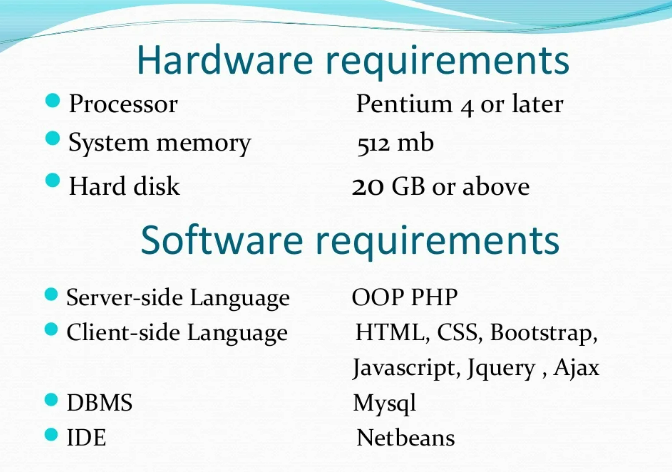 Hardware requirements
Processor Pentium 4 or later
System memory 512 mb
Hard disk 20 GB or above
Software requirements
Server-side Language OOP PHP
Client-side Language HTML, CSS, Bootstrap,
Javascript, Jquery , Ajax
DBMS Mysql
IDE Netbeans